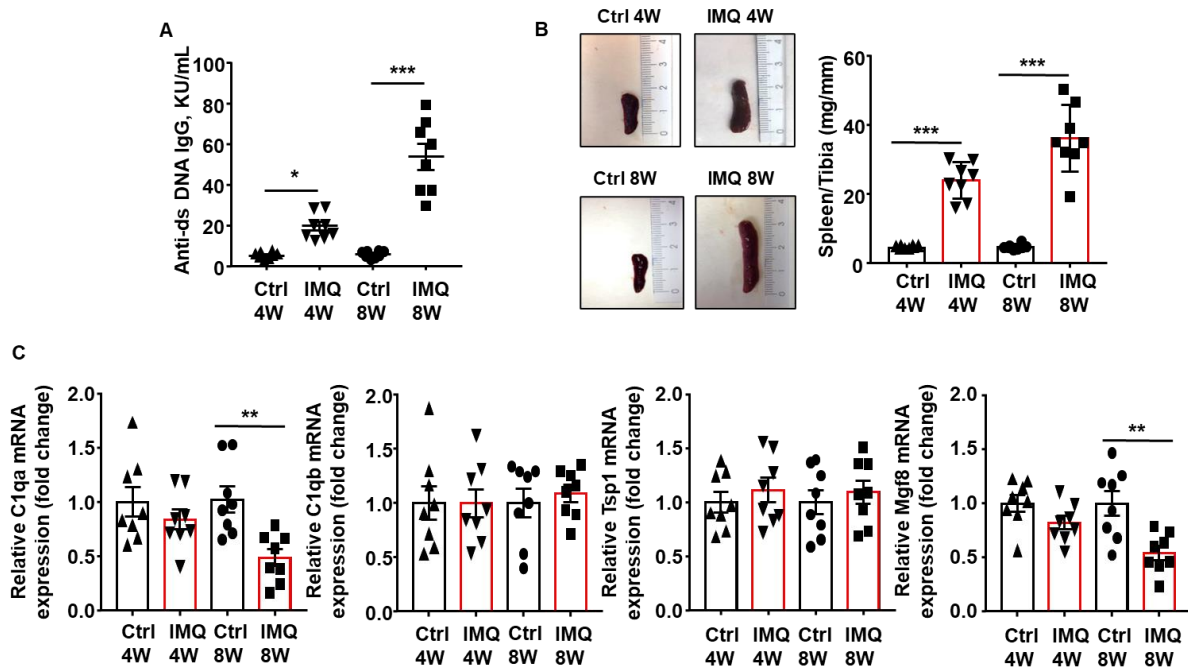 A
Anti-ds DNA IgG, KU/mL
100
80
60
40
20
0
*
***
Ctrl
4W
IMQ
4W
Ctrl
8W
IMQ
8W
B
Ctrl 4W
IMQ 4W
Ctrl 8W
IMQ 8W
Spleen/Tibia (mg/mm)
60
40
20
0
***
***
Ctrl
4W
IMQ
4W
Ctrl
8W
IMQ
8W
C
Relative C1qa mRNA
expression (fold change)
2.0
1.5
1.0
0.5
0.0
**
Ctrl
4W
IMQ
4W
Ctrl
8W
IMQ
8W
Relative C1qb mRNA
expression (fold change)
2.0
1.5
1.0
0.5
0.0
Ctrl
4W
IMQ
4W
Ctrl
8W
IMQ
8W
Relative Tsp1 mRNA
expression (fold change)
2.0
1.5
1.0
0.5
0.0
Ctrl
4W
IMQ
4W
Ctrl
8W
IMQ
8W
Relative Mgf8 mRNA
expression (fold change)
2.0
1.5
1.0
0.5
0.0
**
Ctrl
4W
IMQ
4W
Ctrl
8W
IMQ
8W